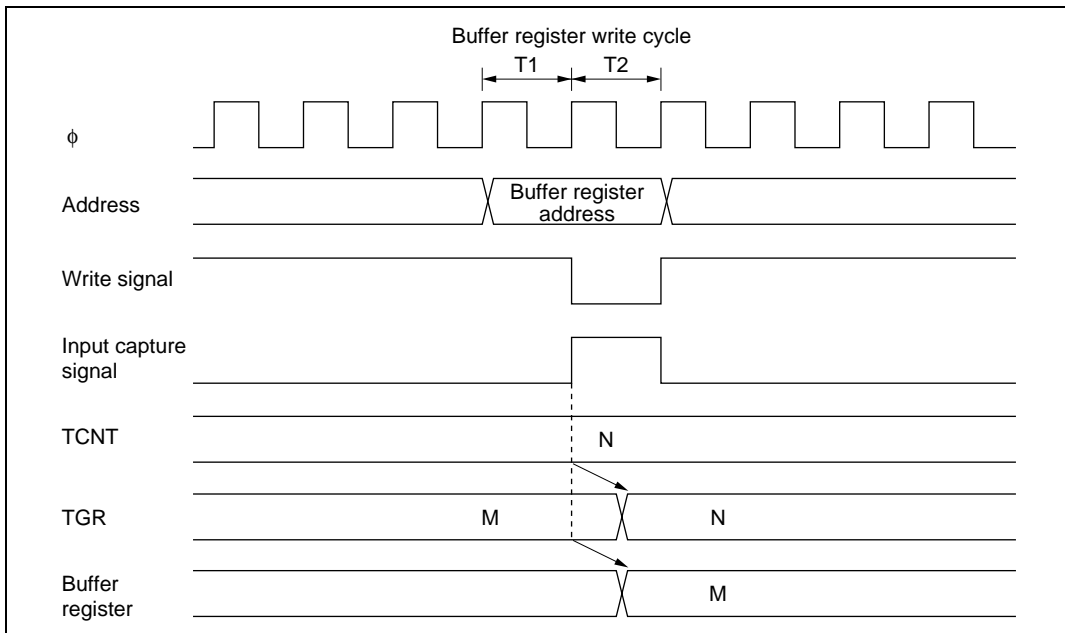 Buffer register write cycle
T1 T2
ϕ
Address
Buffer register
address
Write signal
Input capture
signal
TCNT
N
TGR
M N
Buffer
register
M